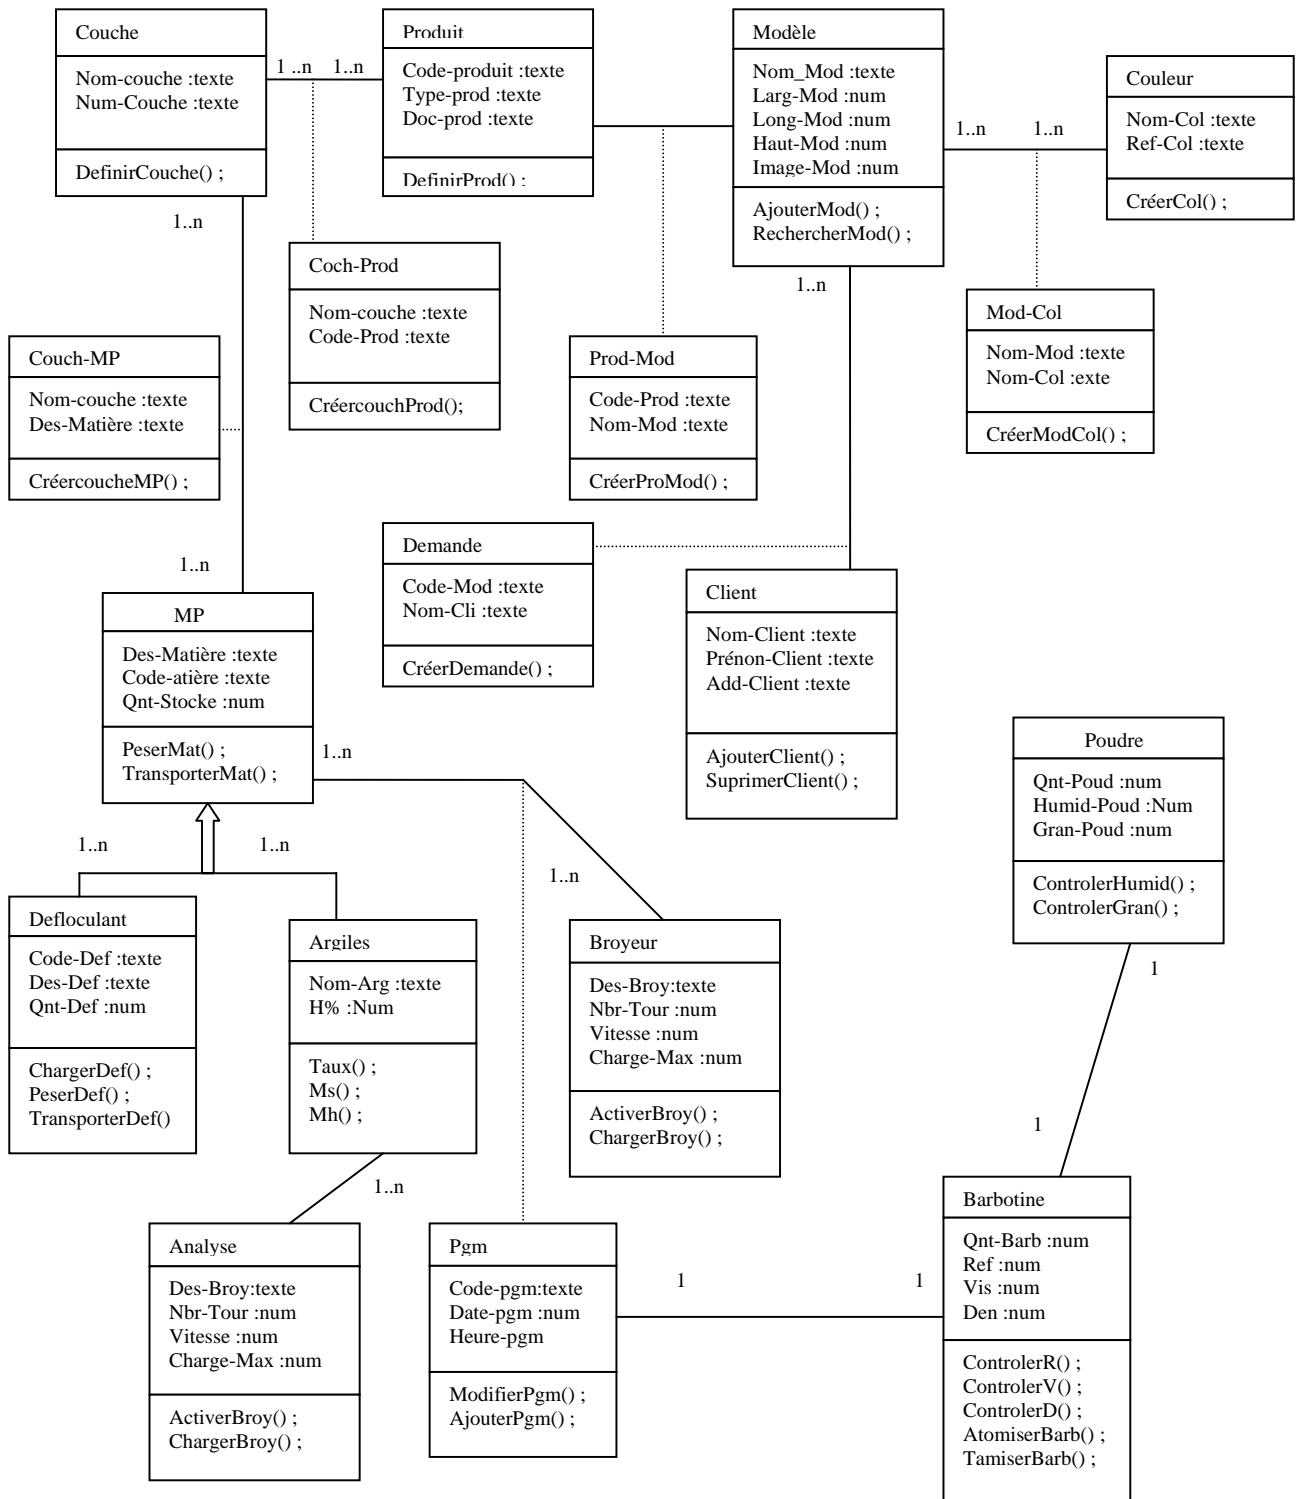 Couche
Nom-couche :texte
Num-Couche :texte
DefinirCouche() ;
1 ..n
1..n
Produit
Code-produit :texte
Type-prod :texte
Doc-prod :texte
DefinirProd() ;
Modèle
Nom_Mod :texte
Larg-Mod :num
Long-Mod :num
Haut-Mod :num
Image-Mod :num
AjouterMod() ;
RechercherMod() ;
1..n
1..n
Couleur
Nom-Col :texte
Ref-Col :texte
CréerCol() ;
1..n
1..n
Coch-Prod
Nom-couche :texte
Code-Prod :texte
CréercouchProd();
Mod-Col
Nom-Mod :texte
Nom-Col :exte
CréerModCol() ;
Couch-MP
Nom-couche :texte
Des-Matière :texte
CréercoucheMP() ;
Prod-Mod
Code-Prod :texte
Nom-Mod :texte
CréerProMod() ;
Demande
Code-Mod :texte
Nom-Cli :texte
CréerDemande() ;
1..n
MP
Des-Matière :texte
Code-atière :texte
Qnt-Stocke :num
PeserMat() ;
TransporterMat() ;
Client
Nom-Client :texte
Prénon-Client :texte
Add-Client :texte
AjouterClient() ;
SuprimerClient() ;
1..n
Poudre
Qnt-Poud :num
Humid-Poud :Num
Gran-Poud :num
ControlerHumid() ;
ControlerGran() ;
1..n
1..n
1..n
Defloculant
Code-Def :texte
Des-Def :texte
Qnt-Def :num
ChargerDef() ;
PeserDef() ;
TransporterDef()
Argiles
Nom-Arg :texte
H% :Num
Taux() ;
Ms() ;
Mh() ;
Broyeur
Des-Broy:texte
Nbr-Tour :num
Vitesse :num
Charge-Max :num
ActiverBroy() ;
ChargerBroy() ;
1
1
1..n
Analyse
Des-Broy:texte
Nbr-Tour :num
Vitesse :num
Charge-Max :num
ActiverBroy() ;
ChargerBroy() ;
Pgm
Code-pgm:texte
Date-pgm :num
Heure-pgm
ModifierPgm() ;
AjouterPgm() ;
1
1
Barbotine
Qnt-Barb :num
Ref :num
Vis :num
Den :num
ControlerR() ;
ControlerV() ;
ControlerD() ;
AtomiserBarb() ;
TamiserBarb() ;